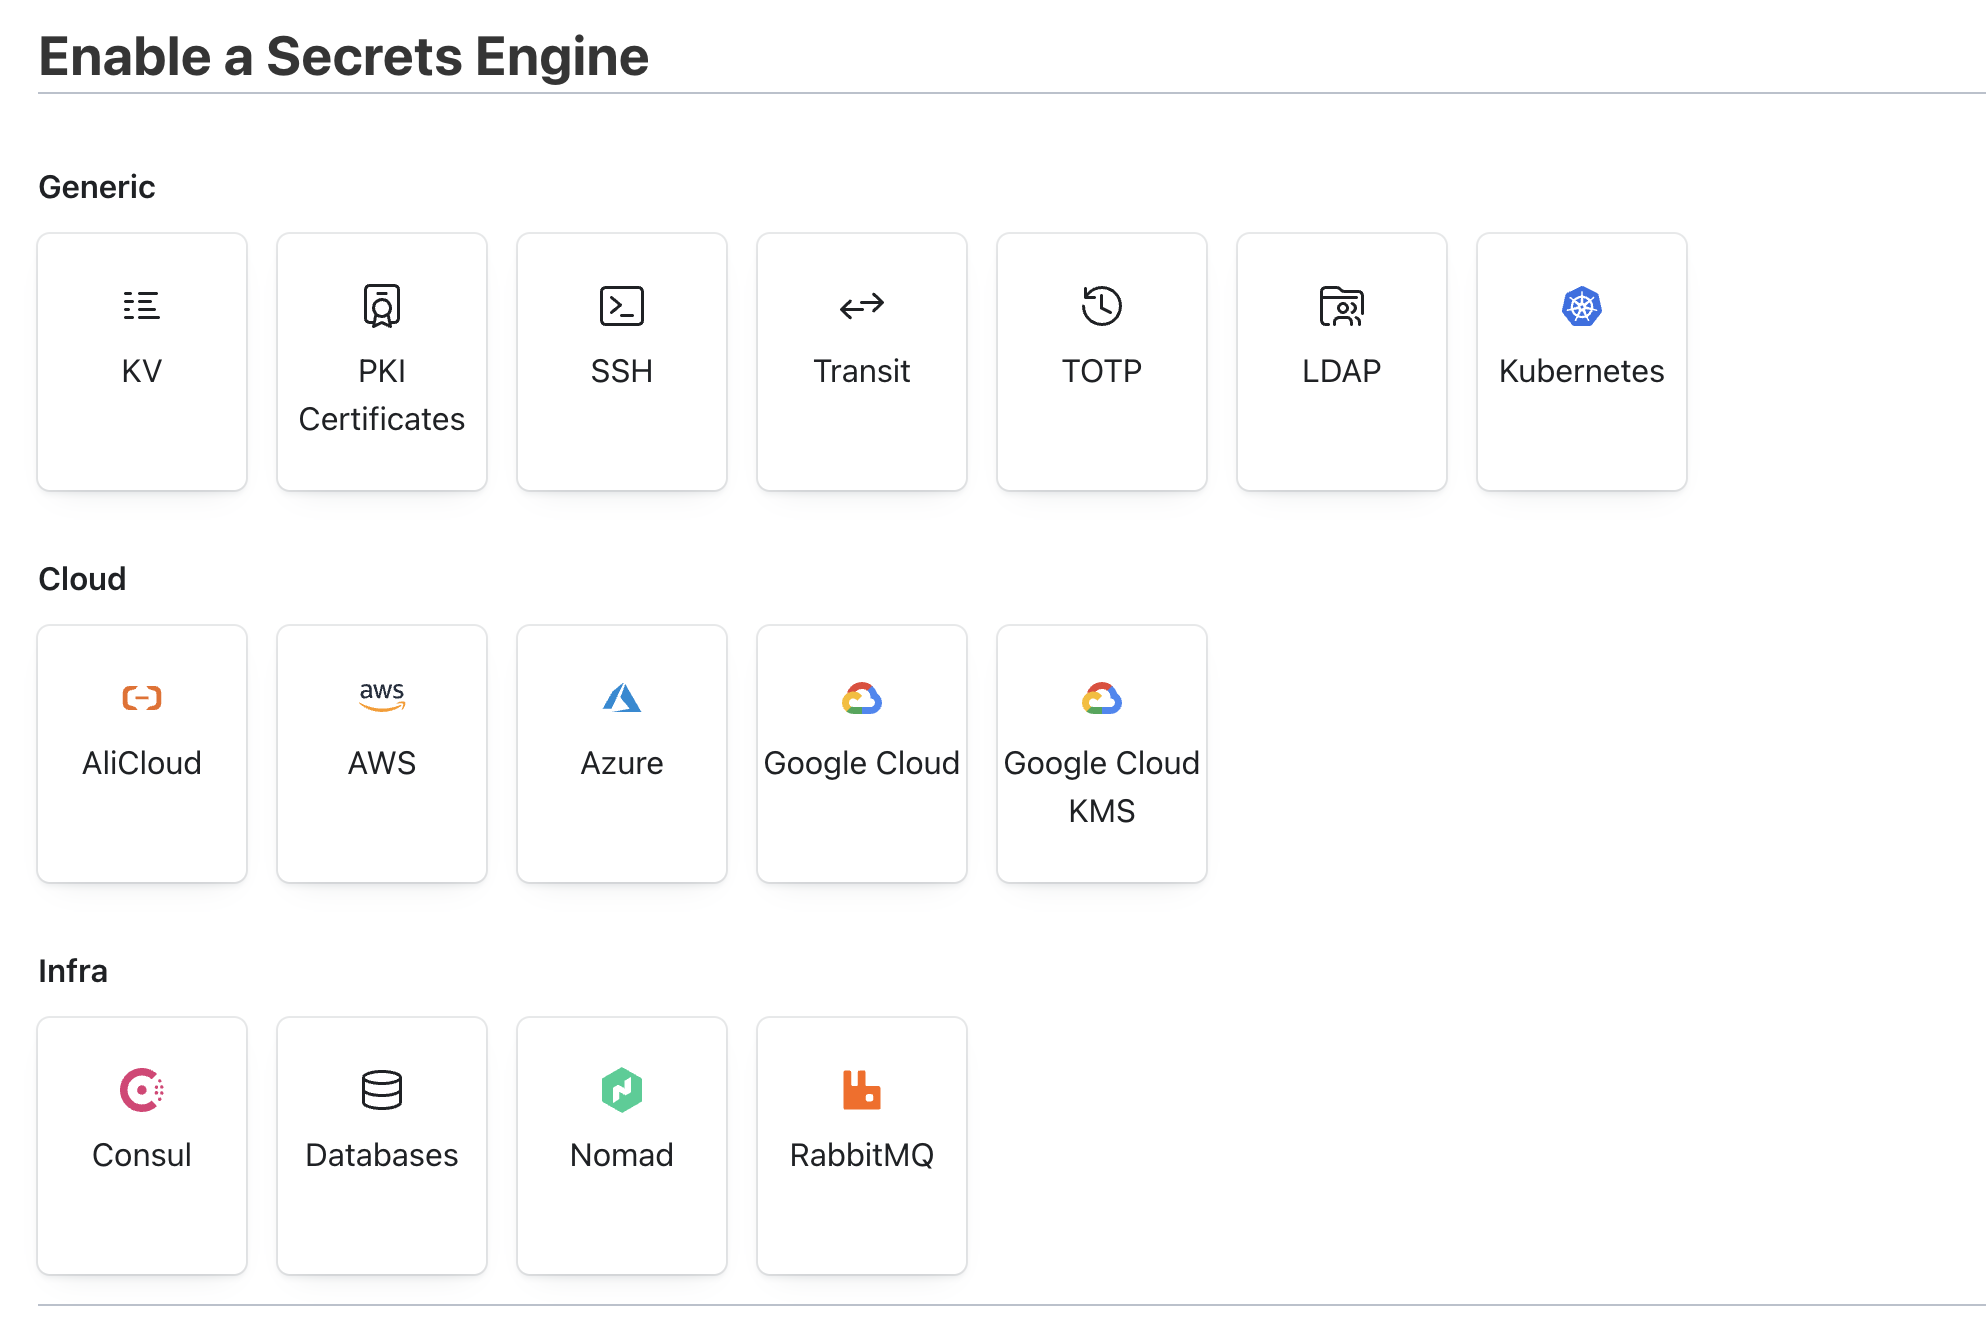 Enable a Secrets Engine
Generic
KV
PKI
Certificates
SSH
Transit
TOTP
LDAP
Kubernetes
Cloud
AliCloud
aws
AWS
Azure
Google Cloud
Google Cloud
KMS
Infra
Consul
Databases
Nomad
RabbitMQ